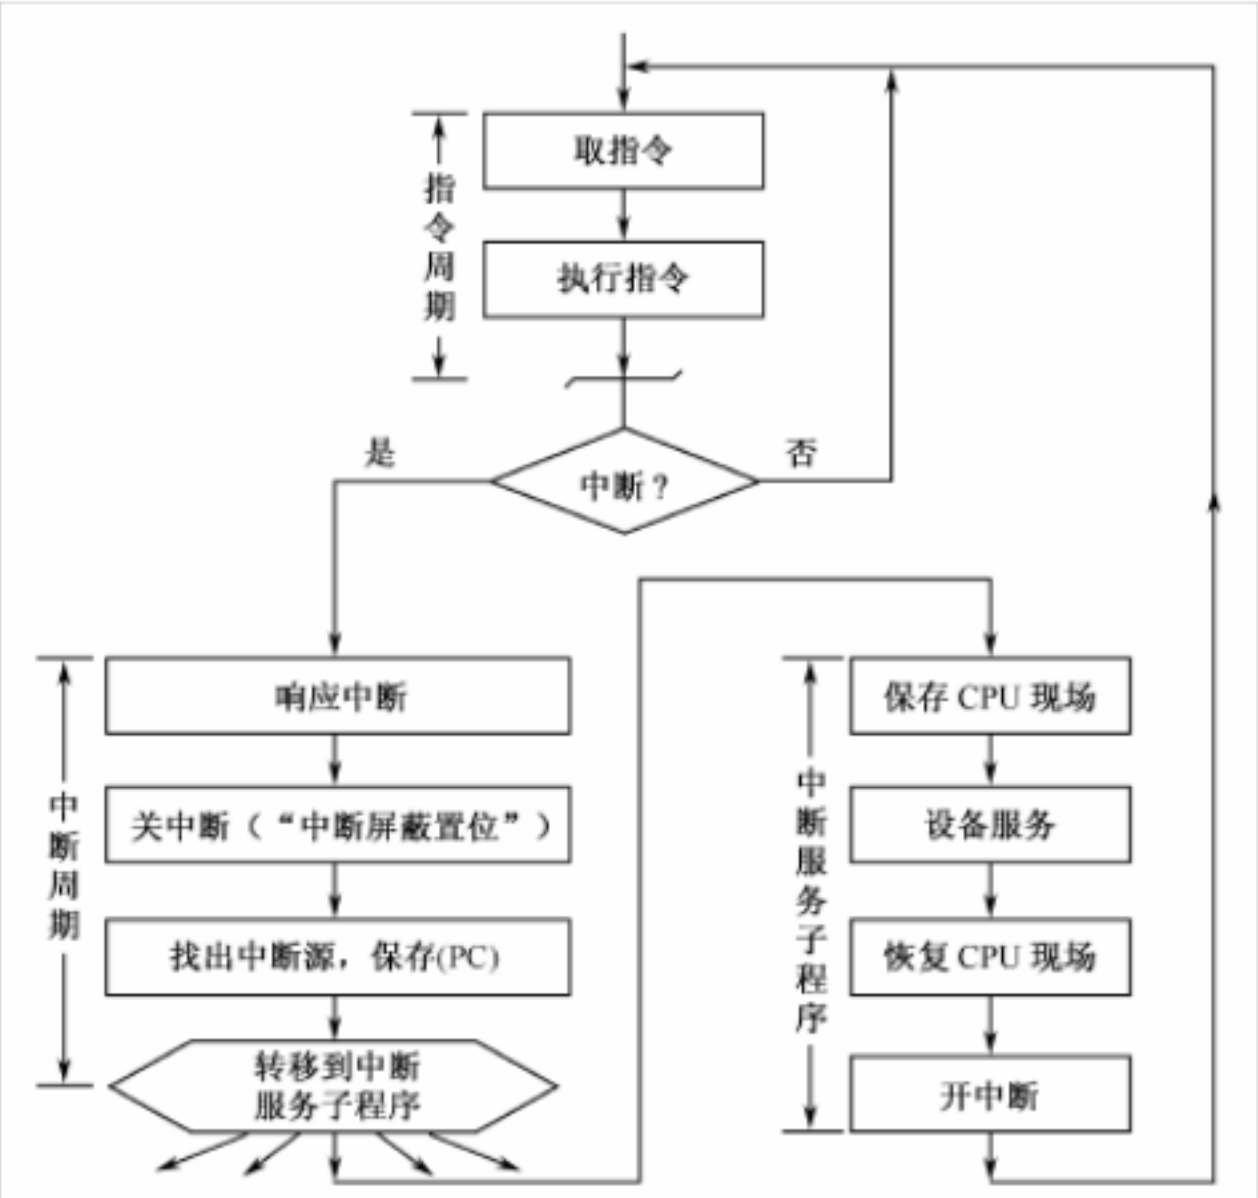 取指令
指令周期
执行指令
是
否
中断？
响应中断
关中断（“中断屏蔽置位”）
中断周期
找出中断源，保存(PC)
转移到中断
服务子程序
保存 CPU 现场
设备服务
中断服务子程序
恢复 CPU 现场
开中断